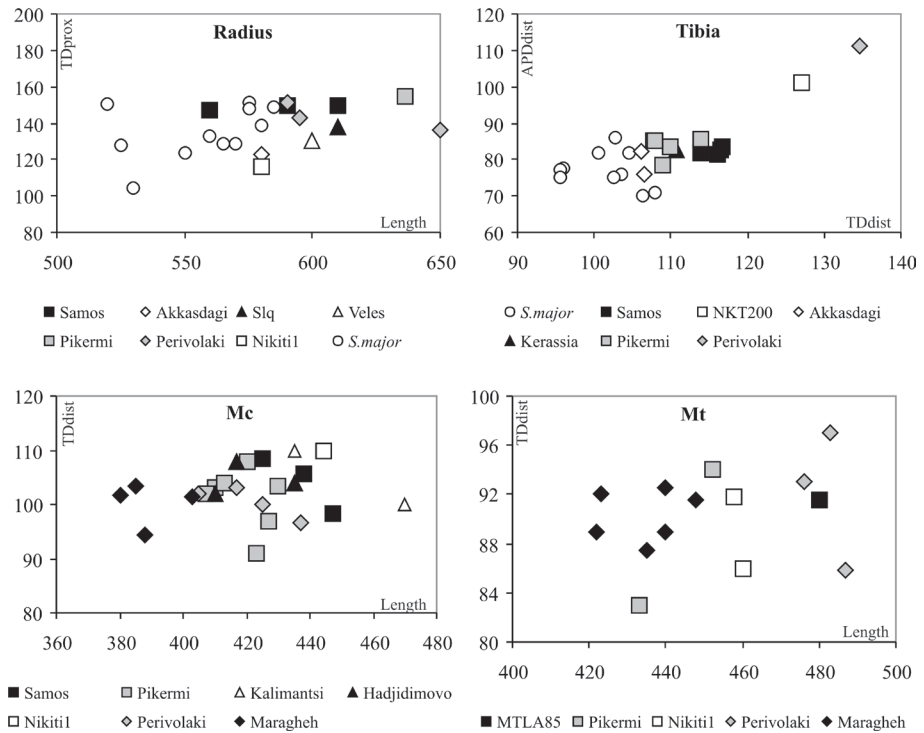 Radius
TDprox
200
180
160
140
120
100
80
Length
500 550 600 650
Samos Akkasdagi Slq Veles
Pikermi Perivolaki Nikiti1 S.major
Tibia
APDdist
120
110
100
90
80
70
60
TDdist
90 100 110 120 130 140
S.major Samos NKT200 Akkasdagi
Kerassia Pikermi Perivolaki
Mc
TDdist
120
110
100
90
80
Length
360 380 400 420 440 460 480
Samos Pikermi Kalimantsi Hadjidimovo
Nikiti1 Perivolaki Maragheh
Mt
TDdist
100
96
92
88
84
80
Length
400 420 440 460 480 500
MTLA85 Pikermi Nikiti1 Perivolaki Maragheh